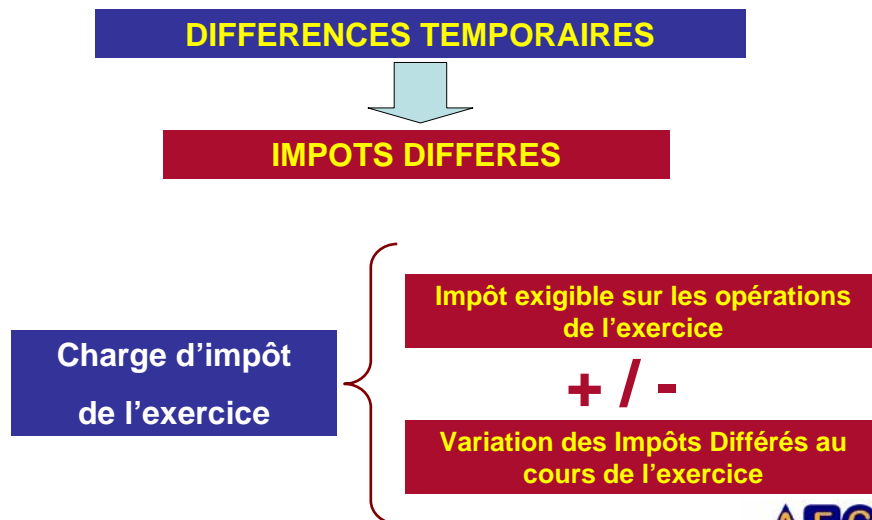 DIFFERENCES TEMPORAIRES
IMPOTS DIFFERES
Charge d'impôt
de l'exercice
Impôt exigible sur les opérations
de l'exercice
+ / -
Variation des Impôts Différés au
cours de l'exercice